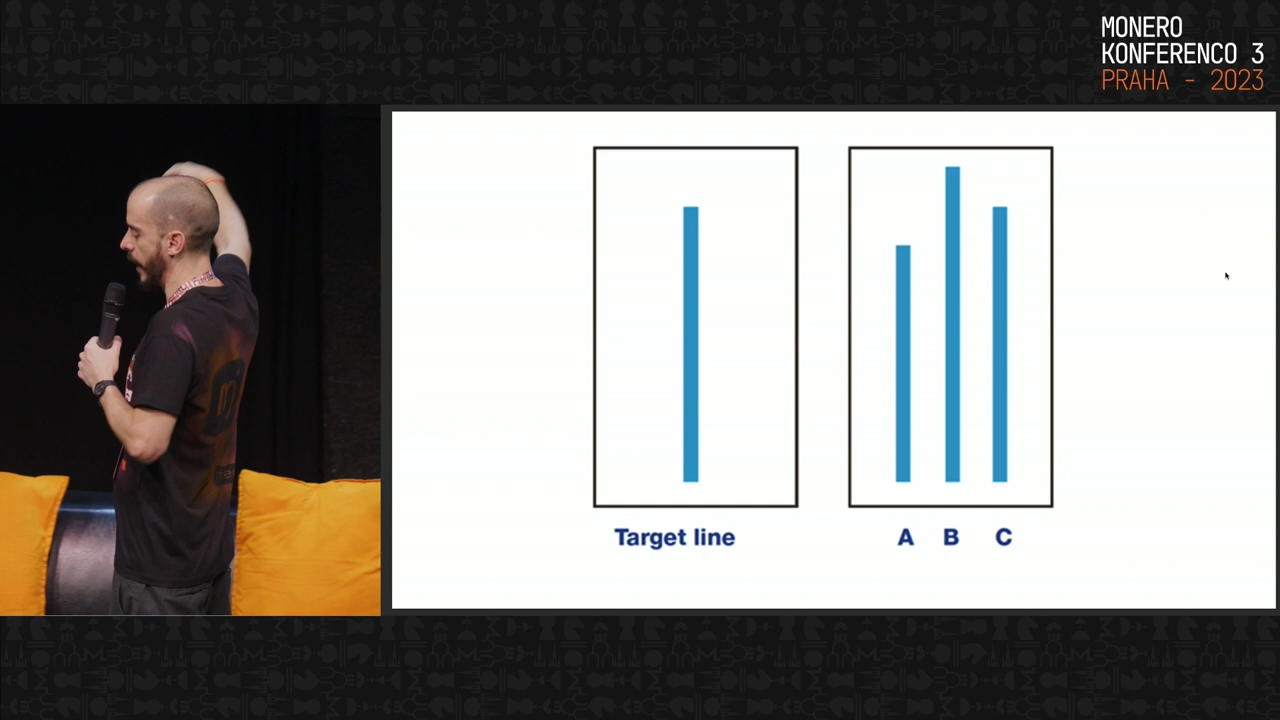 MONERO
KONFERENCO 3
PRAHA - 2023
Target line
A B C